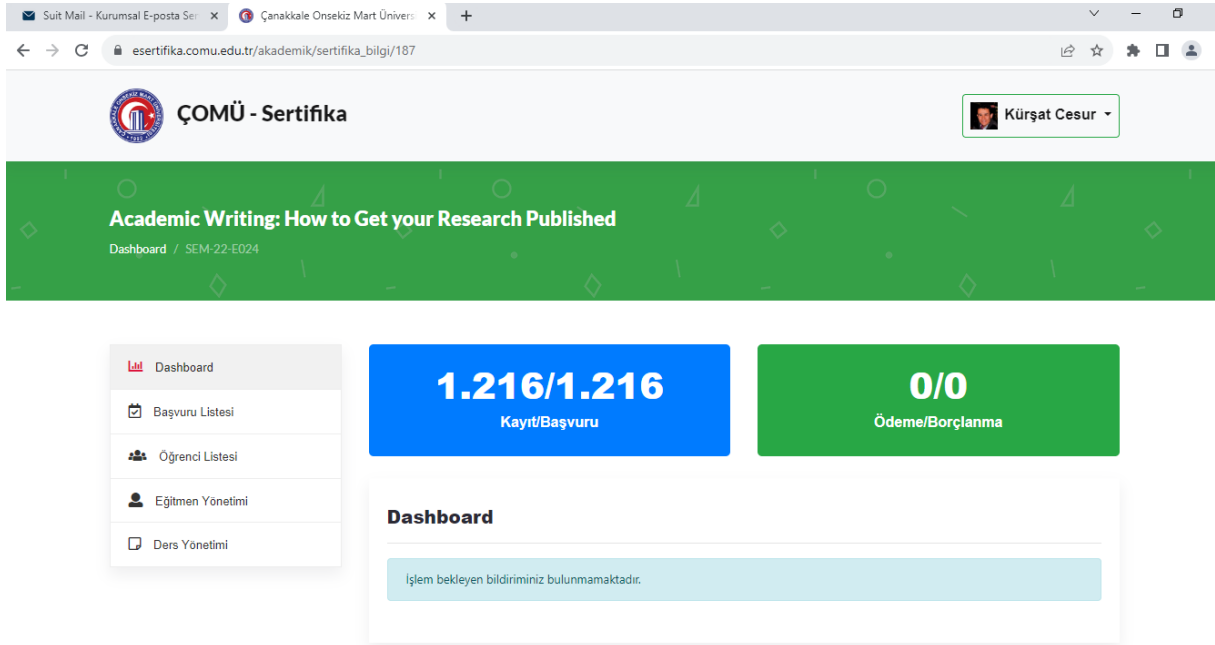 Suit Mail - Kurumsal E-posta Ser
Çanakkale Onsekiz Mart Ünivers
esertifika.comu.edu.tr/akademik/sertifika_bilgi/187
ÇOMÜ - Sertifika
Kürşat Cesur
Academic Writing: How to Get your Research Published
Dashboard / SEM-22-E024
Dashboard
Başvuru Listesi
Öğrenci Listesi
Eğitmen Yönetimi
Ders Yönetimi
1.216/1.216
Kayıt/Başvuru
0/0
Ödeme/Borçlanma
Dashboard
İşlem bekleyen bildiriminiz bulunmamaktadır.